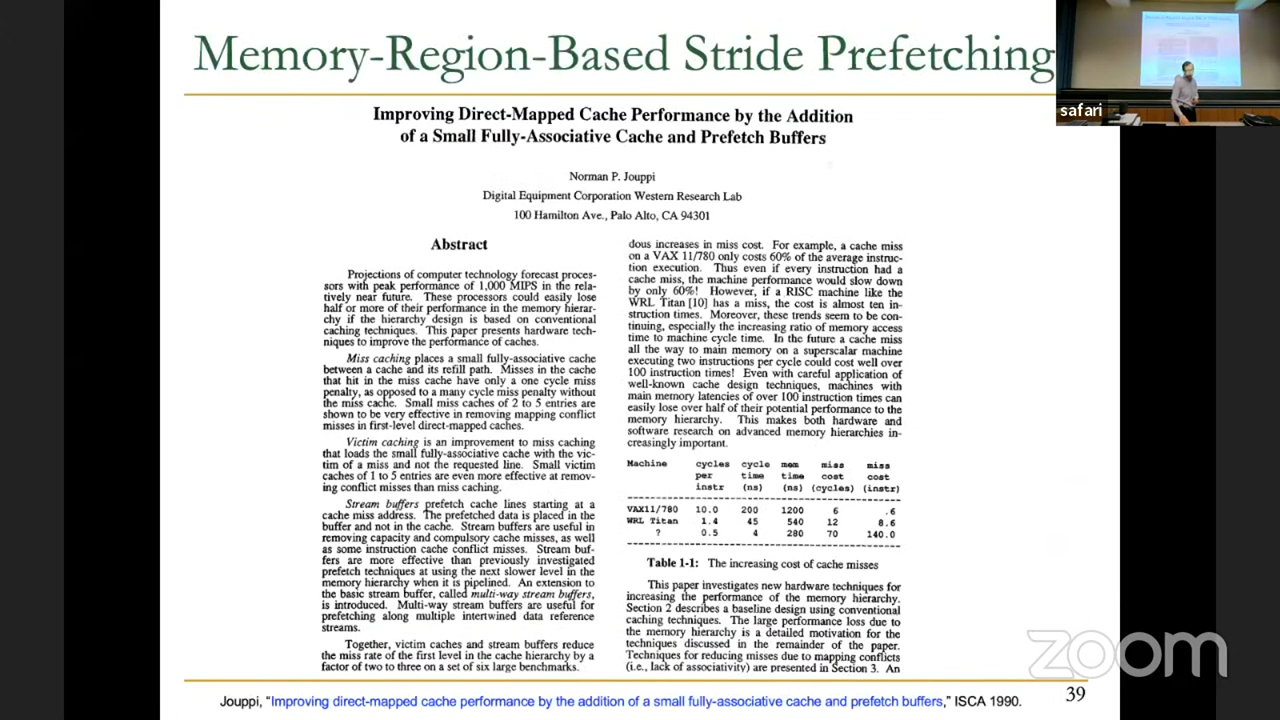 Memory-Region-Based Stride Prefetching
safari
Improving Direct-Mapped Cache Performance by the Addition
of a Small Fully-Associative Cache and Prefetch Buffers
Norman P. Jouppi
Digital Equipment Corporation Western Research Lab
100 Hamilton Ave., Palo Alto, CA 94301
Abstract
Projections of computer technology forecast proces-
sors with peak performance of 1,000 MIPS in the rela-
tively near future. These processors could easily lose
half or more of their performance in the memory hierar-
chy if the hierarchy design is based on conventional
caching techniques. This paper presents hardware tech-
niques to improve the performance of caches.
Miss caching places a small fully-associative cache
between a cache and its refill path. Misses in the cache
that hit in the miss cache have only a one cycle miss
penalty, as opposed to a many cycle miss penalty without
the miss cache. Small miss caches of 2 to 5 entries are
shown to be very effective in removing mapping conflict
misses in first-level direct-mapped caches.
Victim caching is an improvement to miss caching
that loads the small fully-associative cache with the vic-
tim of a miss and not the requested line. Small victim
caches of 1 to 5 entries are even more effective at remov-
ing conflict misses than miss caching.
Stream buffers prefetch cache lines starting at a
cache miss address. The prefetched data is placed in the
buffer and not in the cache. Stream buffers are useful in
removing capacity and compulsory cache misses, as well
as some instruction cache conflict misses. Stream buf-
fers are more effective than previously investigated
prefetch techniques at using the next slower level in the
memory hierarchy when it is pipelined. An extension to
the basic stream buffer, called multi-way stream buffers,
is introduced. Multi-way stream buffers are useful for
prefetching along multiple intertwined data reference
streams.
Together, victim caches and stream buffers reduce
the miss rate of the first level in the cache hierarchy by a
factor of two to three on a set of six large benchmarks.
dous increases in miss cost. For example, a cache miss
on a VAX 11/780 only costs 60% of the average instruc-
tion execution. Thus even if every instruction had a
cache miss, the machine performance would slow down
by only 60%! However, if a RISC machine like the
WRL Titan [10] has a miss, the cost is almost ten in-
struction times. Moreover, these trends seem to be con-
tinuing, especially the increasing ratio of memory access
time to machine cycle time. In the future a cache miss
all the way to main memory on a superscalar machine
executing two instructions per cycle could cost well over
100 instruction times! Even with careful application of
well-known cache design techniques, machines with
main memory latencies of over 100 instruction times can
easily lose over half of their potential performance to the
memory hierarchy. This makes both hardware and
software research on advanced memory hierarchies in-
creasingly important.
Machine cycles cycle mem miss miss
per time time cost cost
instr (ns) (ns) (cycles) (instr)
VAX11/780 10.0 200 1200 6 .6
WRL Titan 1.4 45 540 12 8.6
? 0.5 4 280 70 140.0
Table 1-1: The increasing cost of cache misses
This paper investigates new hardware techniques for
increasing the performance of the memory hierarchy.
Section 2 describes a baseline design using conventional
caching techniques. The large performance loss due to
the memory hierarchy is a detailed motivation for the
techniques discussed in the remainder of the paper.
Techniques for reducing misses due to mapping conflicts
(i.e., lack of associativity) are presented in Section 3. An
zoom
Jouppi, “Improving direct-mapped cache performance by the addition of a small fully-associative cache and prefetch buffers,” ISCA 1990.
39